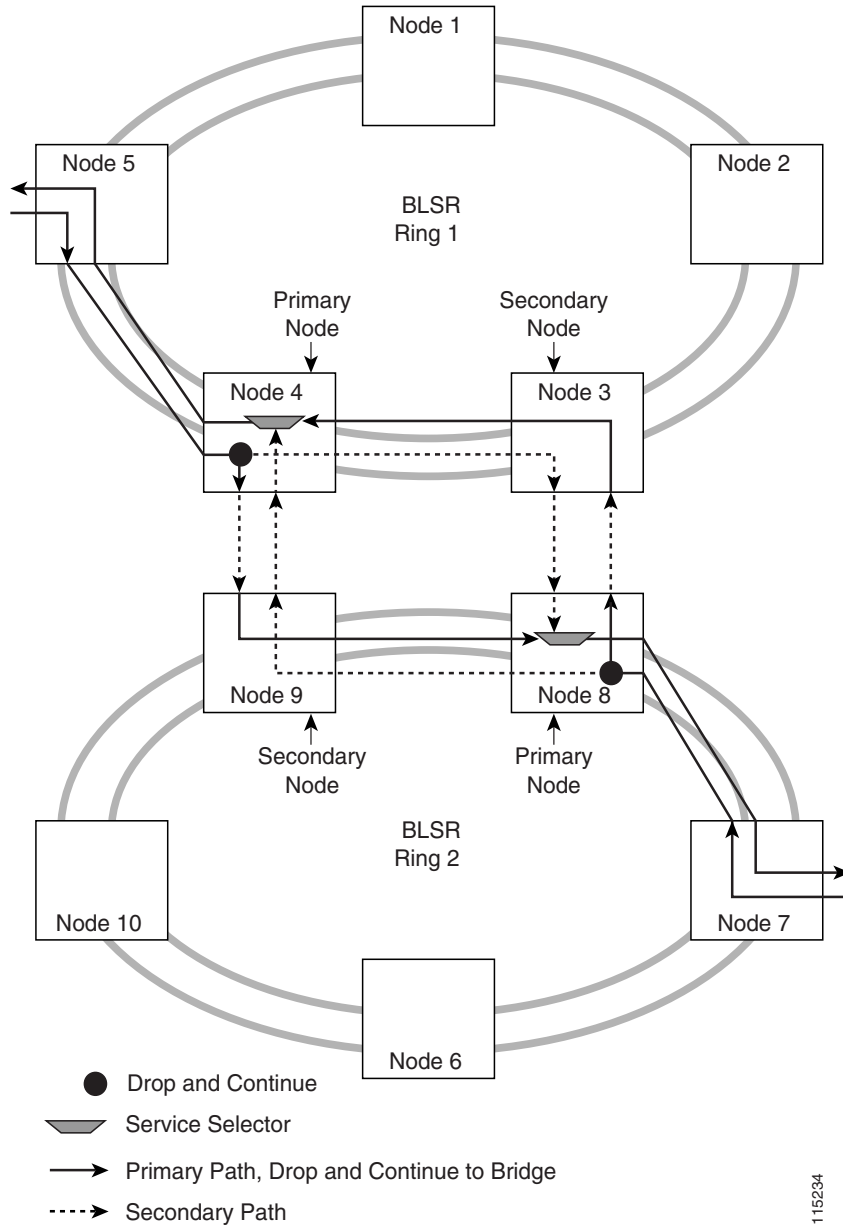 Node 1
Node 5
Node 2
BLSR
Ring 1
Primary
Node
Secondary
Node
Node 4
Node 3
Node 9
Node 8
Secondary
Node
Primary
Node
BLSR
Ring 2
Node 10
Node 7
Node 6
Drop and Continue
Service Selector
Primary Path, Drop and Continue to Bridge
Secondary Path
115234